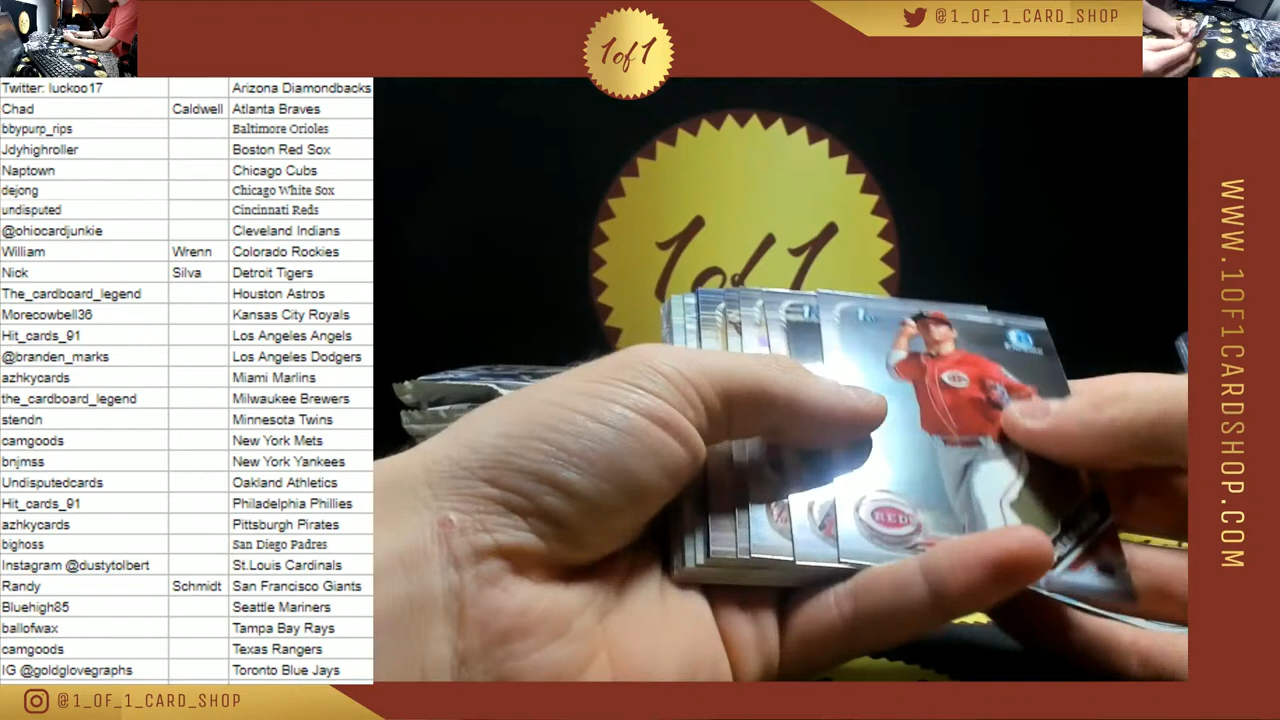 1of1
@1_OF_1_CARD_SHOP
Twitter: luckoo17 Arizona Diamondbacks
Chad Caldwell Atlanta Braves
bbypurp_rips Baltimore Orioles
Jdyhighroller Boston Red Sox
Naptown Chicago Cubs
dejong Chicago White Sox
undisputed Cincinnati Reds
@ohiocardjunkie Cleveland Indians
William Wrenn Colorado Rockies
Nick Silva Detroit Tigers
The_cardboard_legend Houston Astros
Morecowbell36 Kansas City Royals
Hit_cards_91 Los Angeles Angels
@branden_marks Los Angeles Dodgers
azhkycards Miami Marlins
the_cardboard_legend Milwaukee Brewers
stendn Minnesota Twins
camgoods New York Mets
bnjmss New York Yankees
Undisputedcards Oakland Athletics
Hit_cards_91 Philadelphia Phillies
azhkycards Pittsburgh Pirates
bighoss San Diego Padres
Instagram @dustytolbert St.Louis Cardinals
Randy Schmidt San Francisco Giants
Bluehigh85 Seattle Mariners
ballofwax Tampa Bay Rays
camgoods Texas Rangers
IG @goldglovegraphs Toronto Blue Jays
1of1
REDS
WWW.1OF1CARDSHOP.COM
@1_OF_1_CARD_SHOP